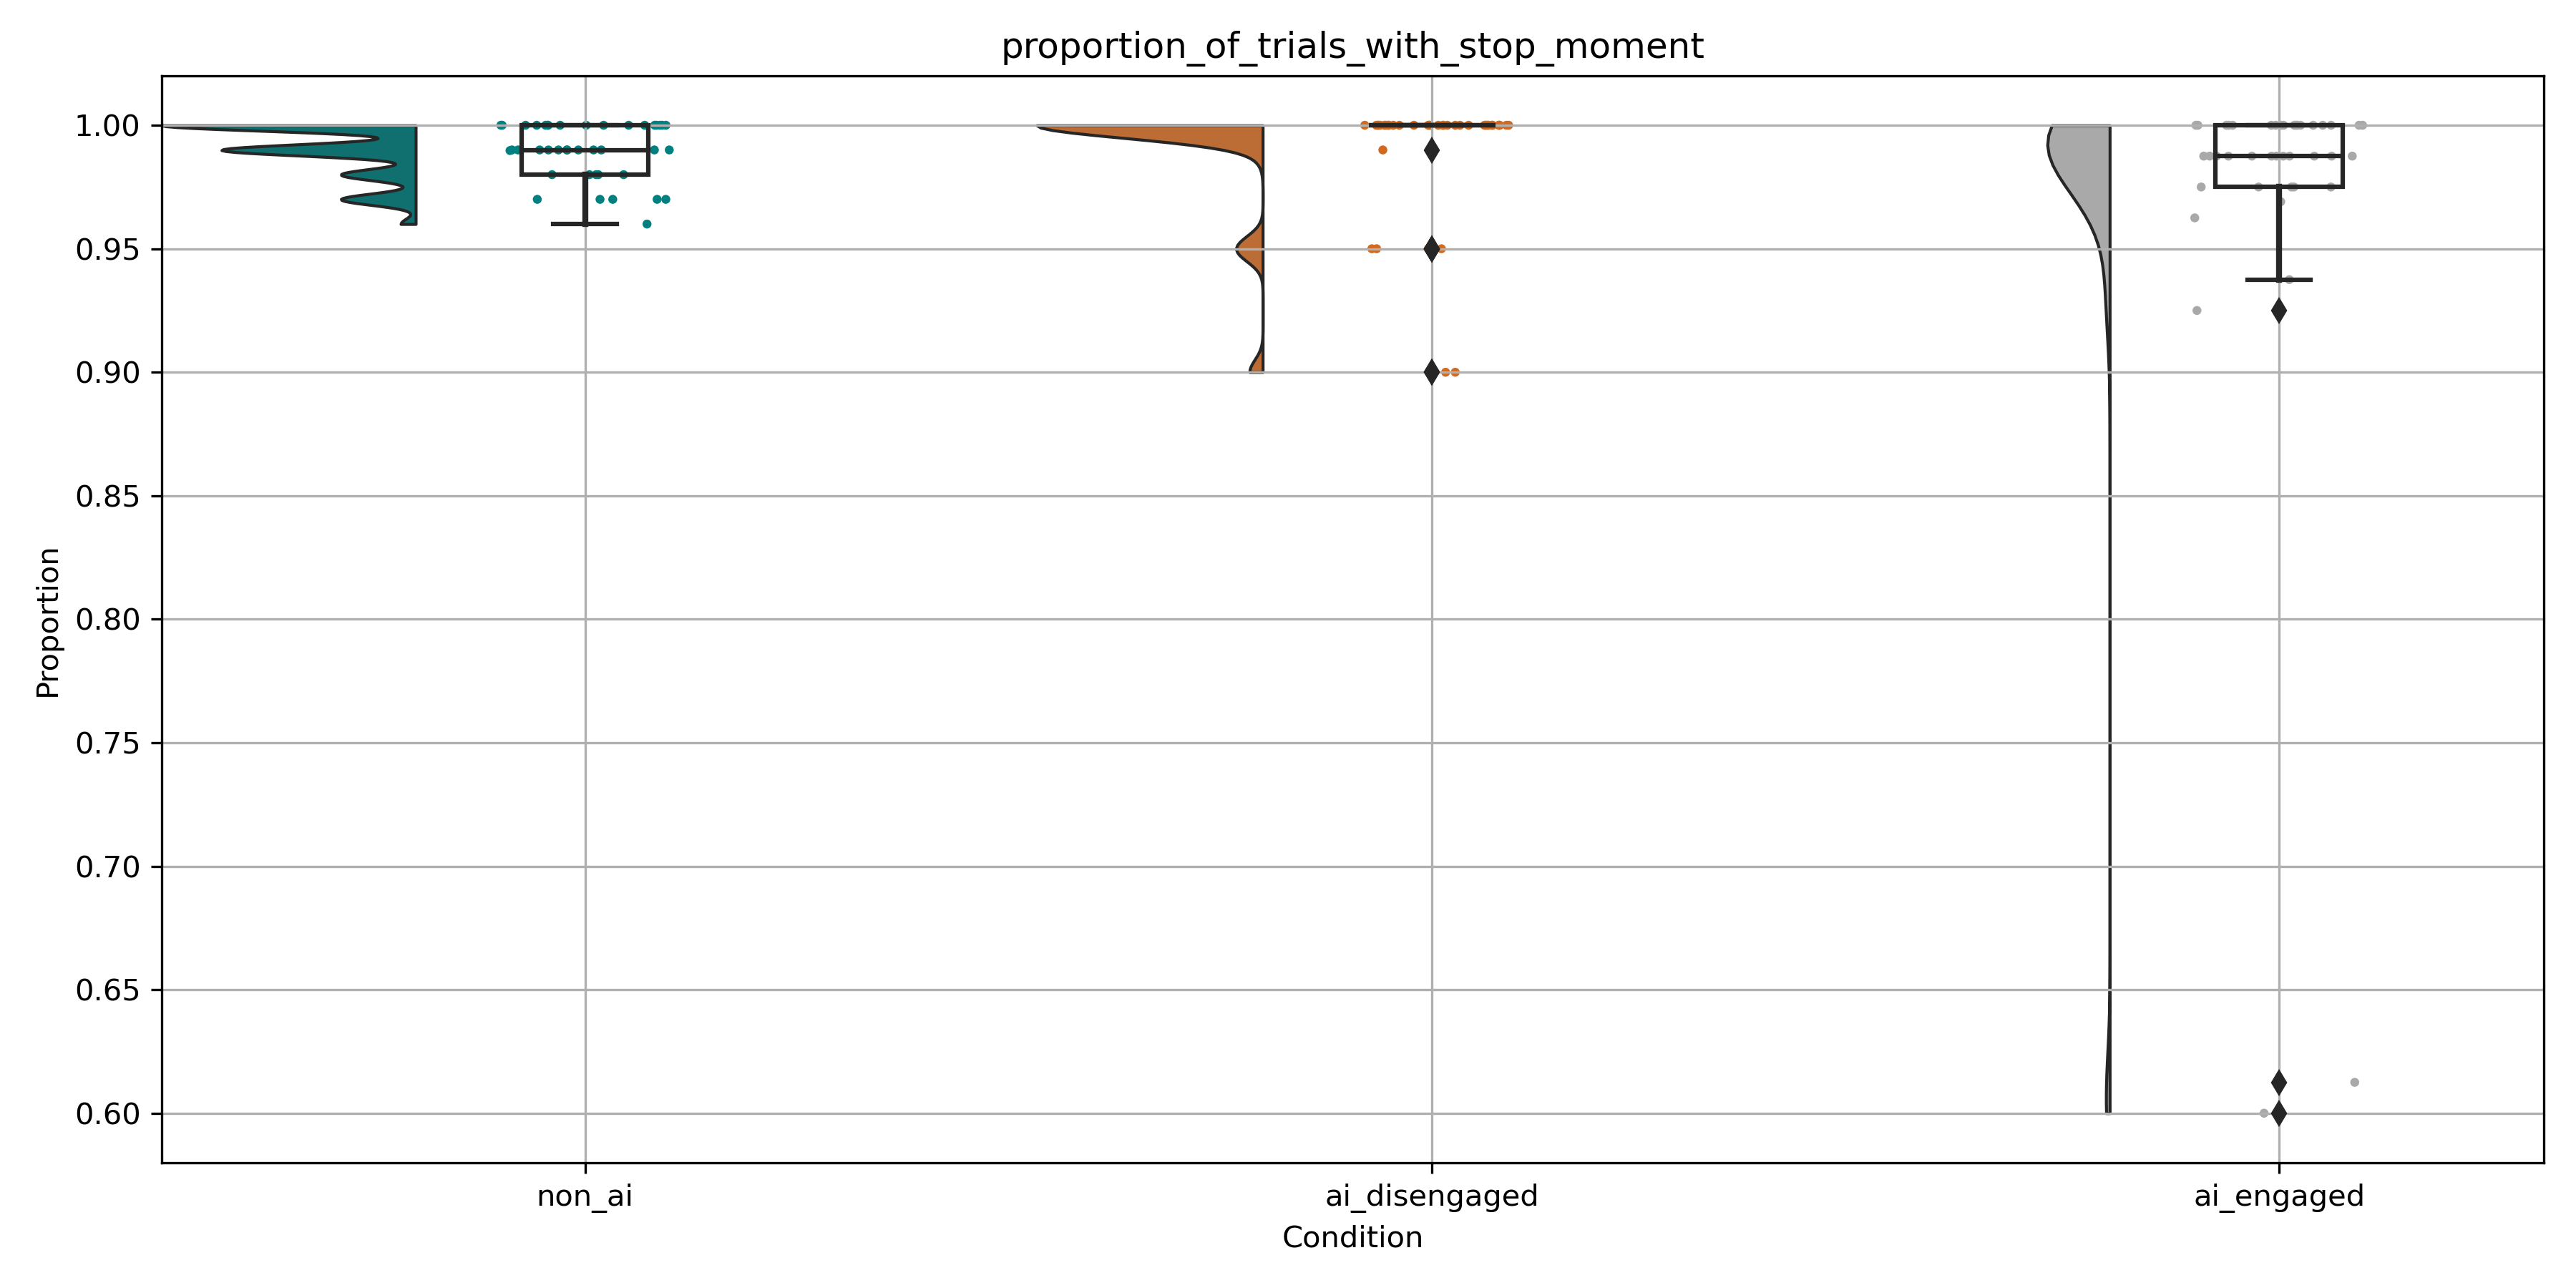 proportion_of_trials_with_stop_moment
1.00
0.95
0.90
0.85
0.80
0.75
0.70
0.65
0.60
Proportion
non_ai
ai_disengaged
ai_engaged
Condition